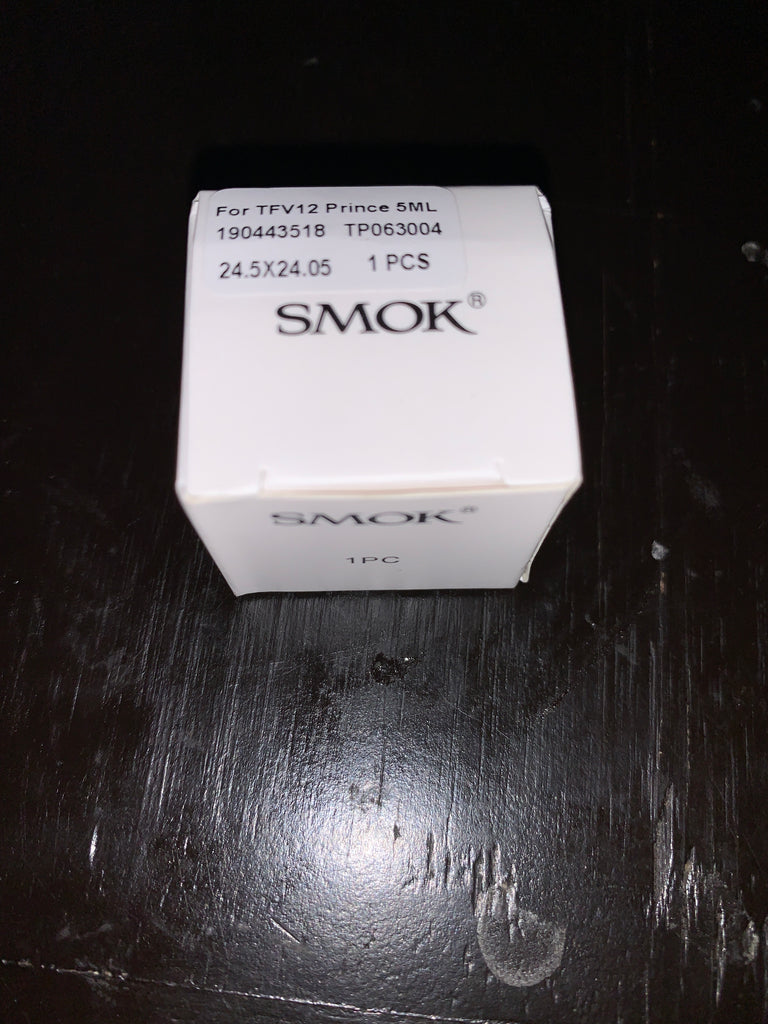 For TFV12 Prince 5ML
190443518 TP063004
24.5X24.05 1 PCS
SMOK®
SMOK®
1PC